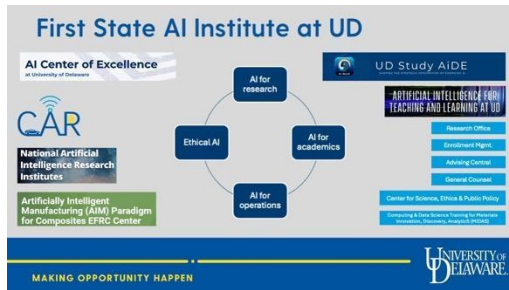 First State AI Institute at UD
AI Center of Excellence
at University of Delaware
CAR
National Artificial
Intelligence Research
Institutes
Artificially Intelligent
Manufacturing (AIM) Paradigm
for Composites EFRC Center
AI for
research
Ethical AI
AI for
academics
AI for
operations
UD Study AiDE
ARTIFICIAL INTELLIGENCE FOR
TEACHING AND LEARNING AT UD
Research Office
Enrollment Mgmt.
Advising Central
General Counsel
Center for Science, Ethics & Public Policy
Computing & Data Science Training for Materials
Innovation, Discovery, Analytics (MIDAS)
MAKING OPPORTUNITY HAPPEN
UNIVERSITY OF
DELAWARE.